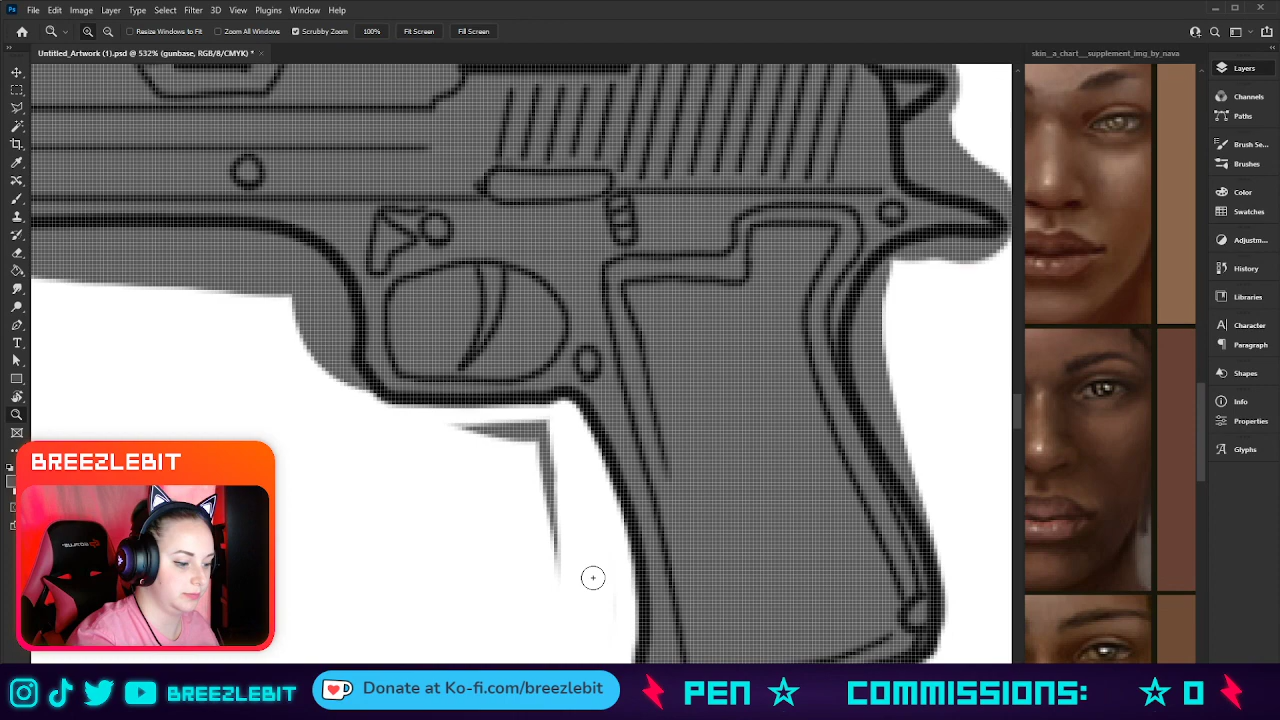 Ps File Edit Image Layer Type Select Filter 3D View Plugins Window Help
Resize Windows to Fit Zoom All Windows Scrubby Zoom 100% Fit Screen Fill Screen
Untitled_Artwork (1).psd @ 532% (gunbase, RGB/8/CMYK) *
skin__a_chart__supplement_img_by_nava
Layers
Channels
Paths
Brush Se...
Brushes
Color
Swatches
Adjustm...
History
Libraries
Character
Paragraph
Shapes
Info
Properties
Glyphs
BREEZLEBIT
BREEZLEBIT
Donate at Ko-fi.com/breezlebit
PEN
COMMISSIONS:
0